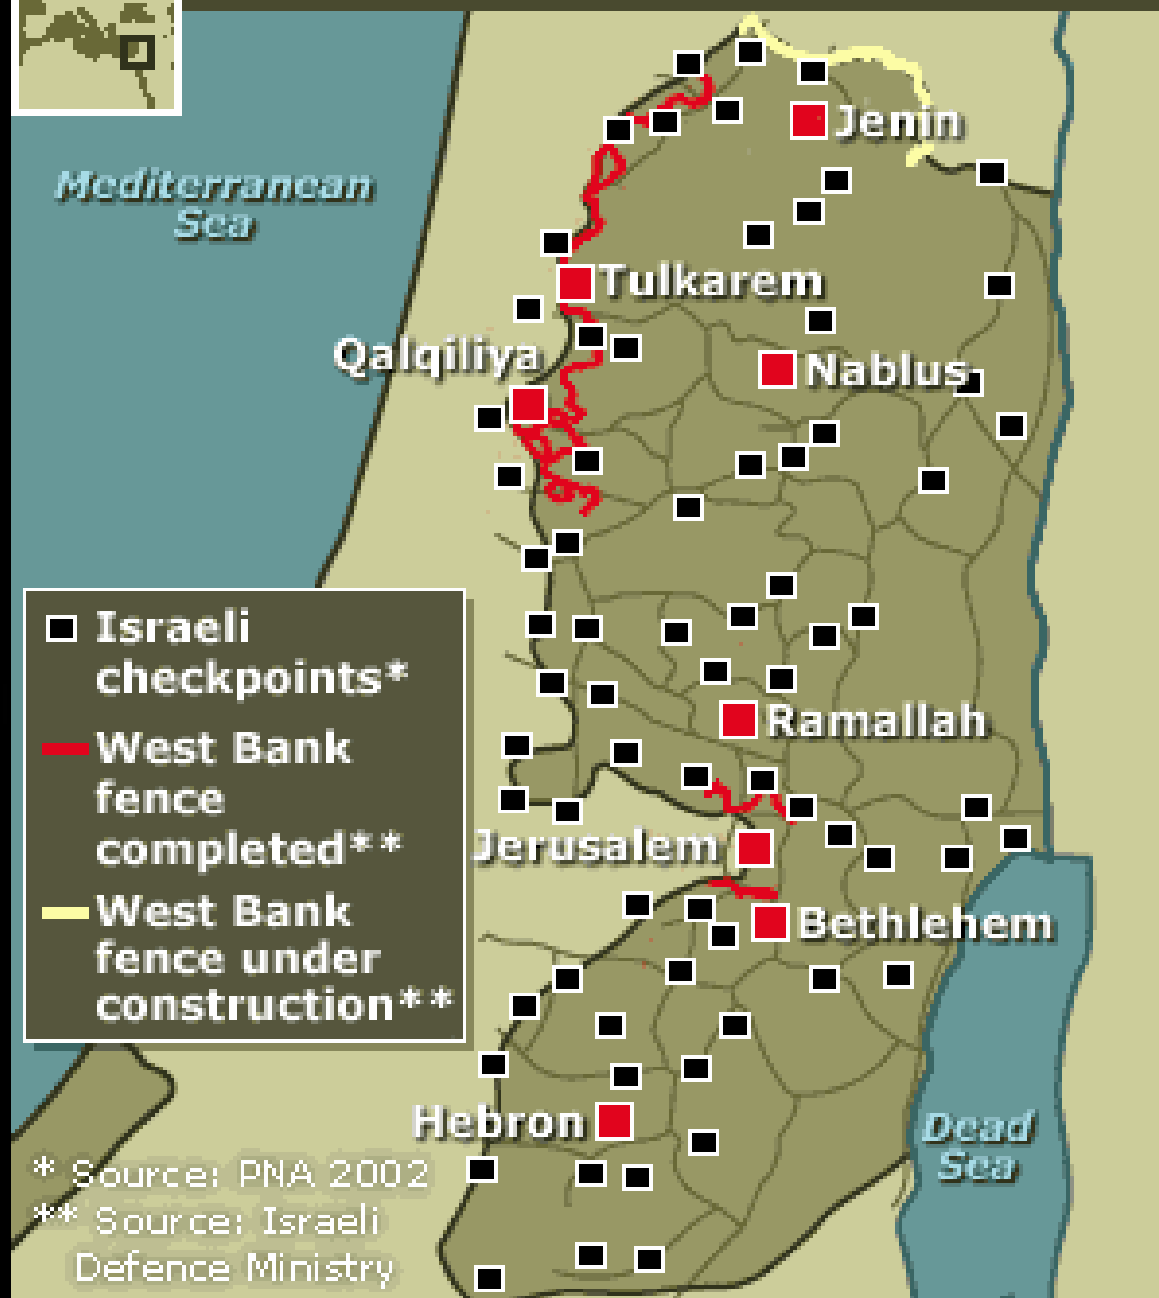 Mediterranean
Sea
Jenin
Tulkarem
Qalqiliya
Nablus
Israeli
checkpoints*
West Bank
fence
completed**
West Bank
fence under
construction**
Ramallah
Jerusalem
Bethlehem
Hebron
Dead
Sea
* Source: PNA 2002
** Source: Israeli
Defence Ministry